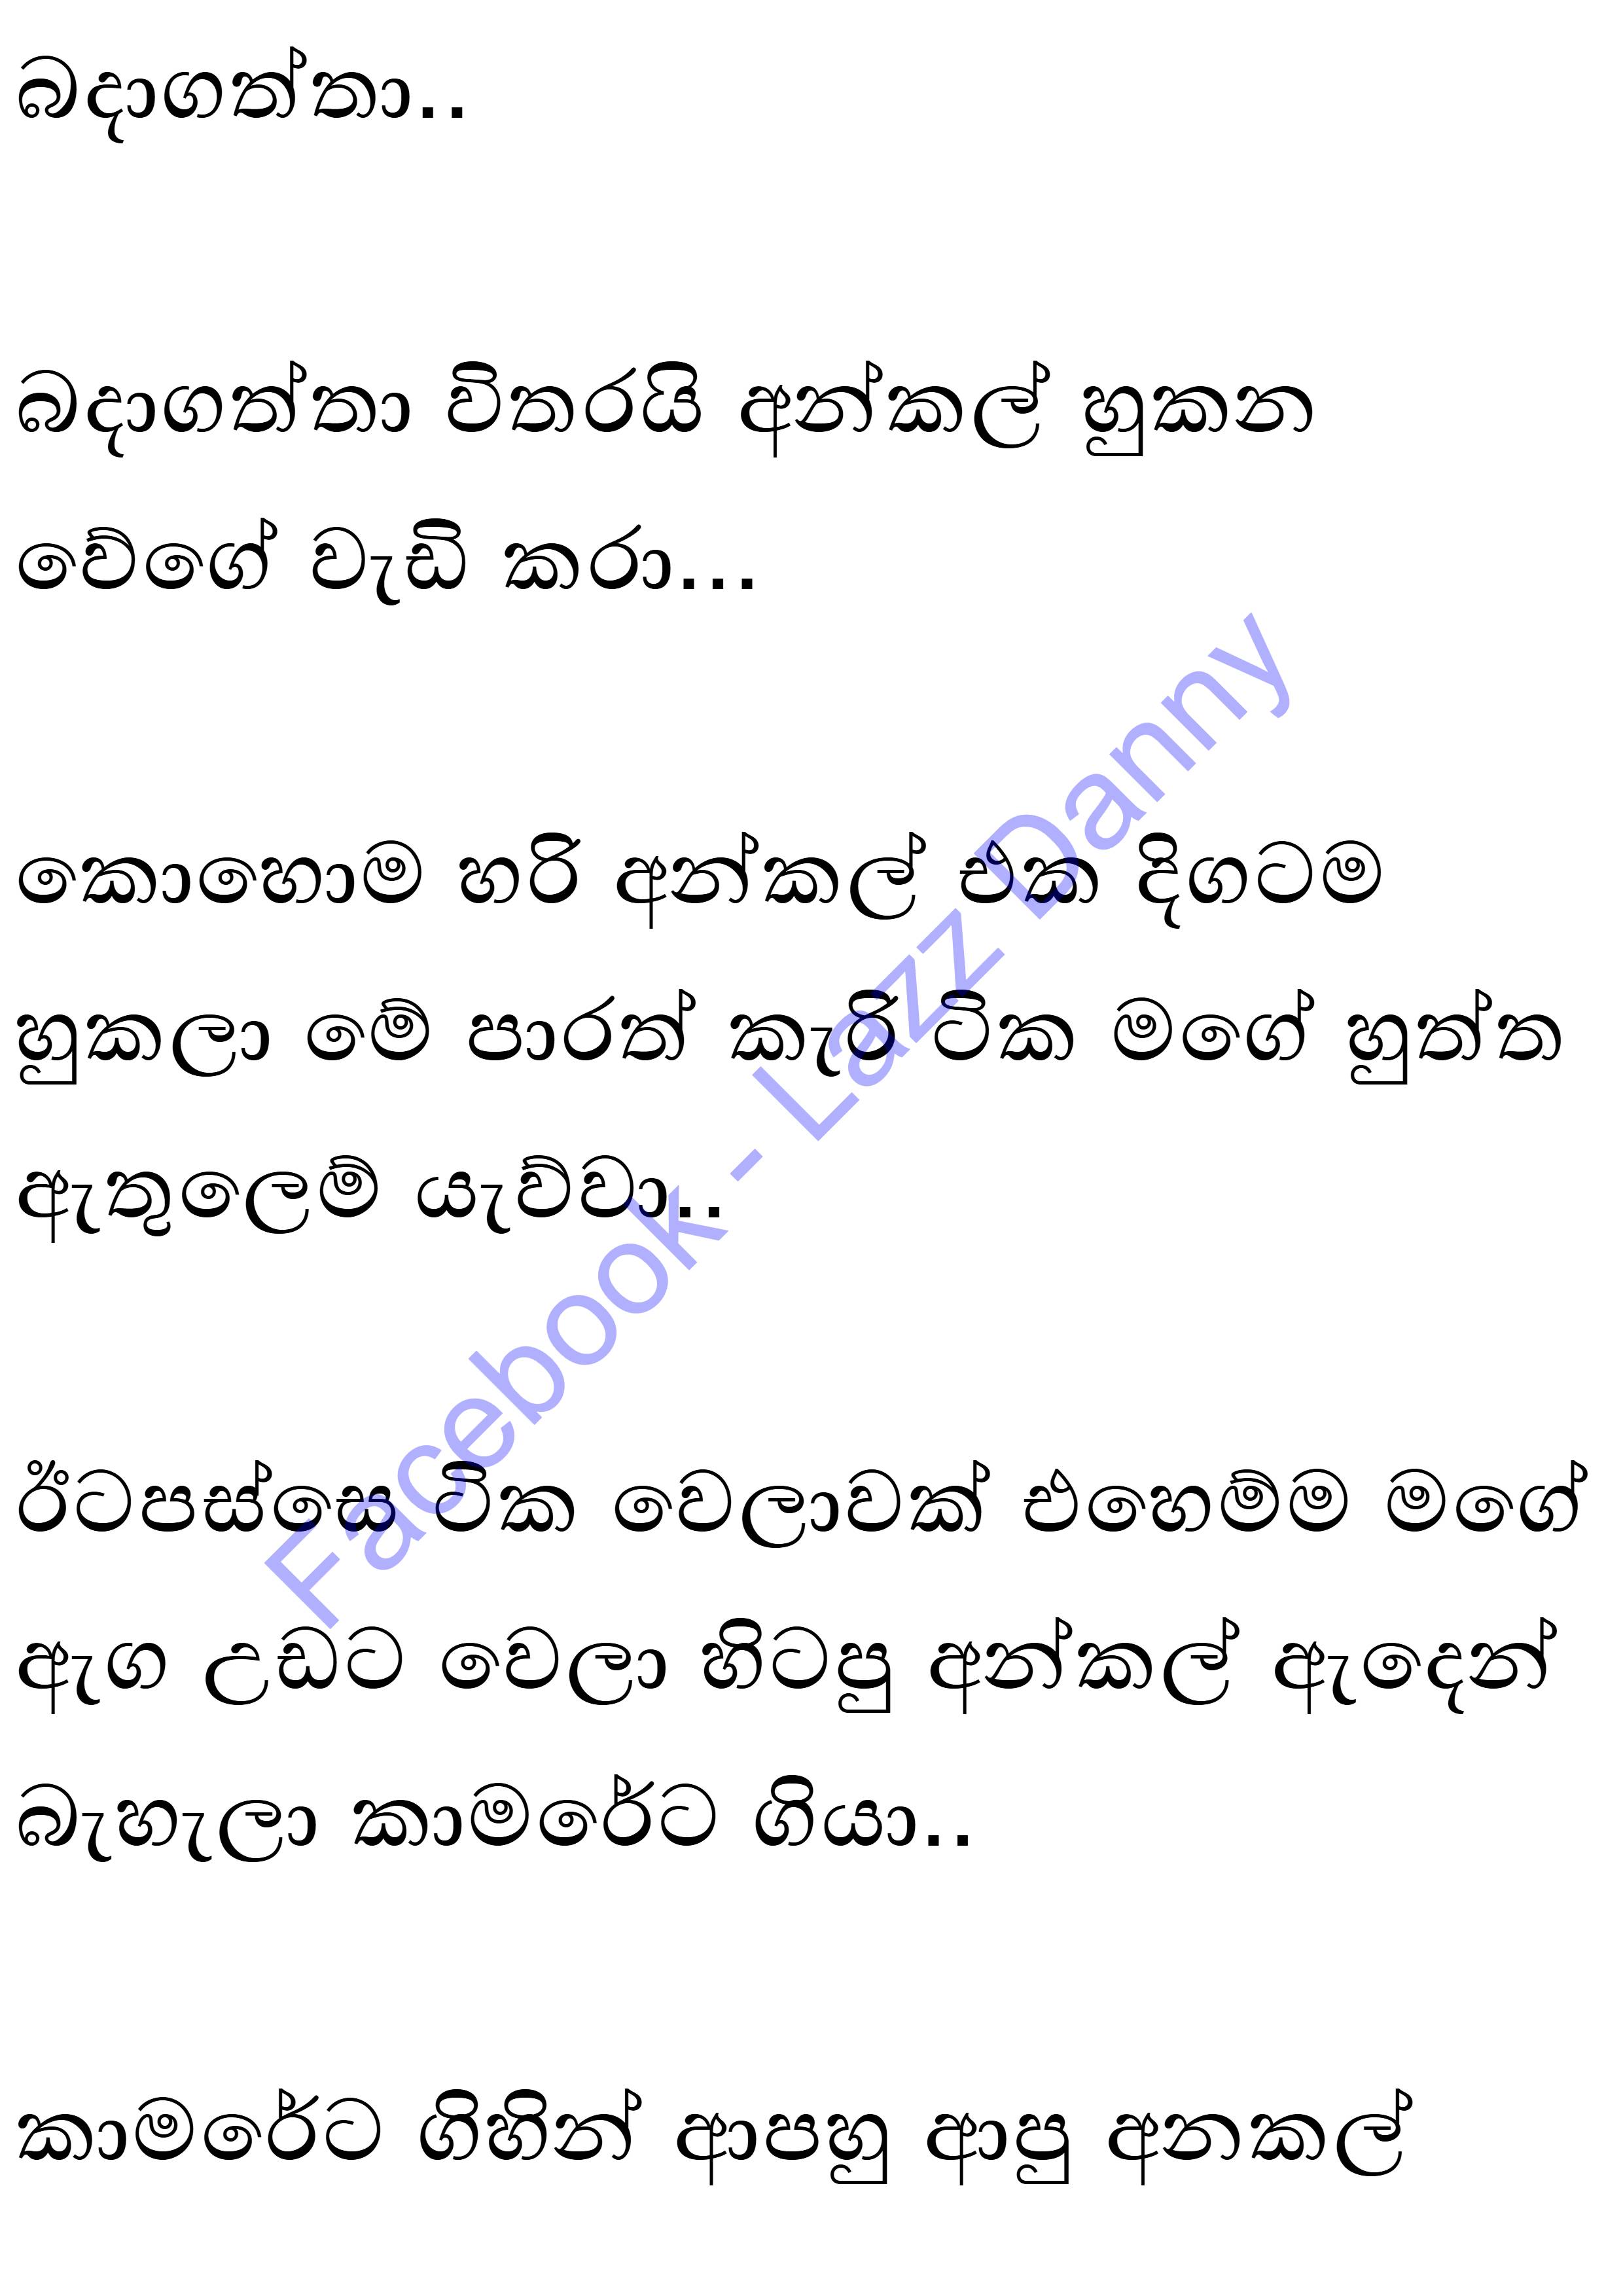 බදාගත්තා..
බදාගත්තා විතරයි අන්කල් හුකන
වේගේ වැඩි කරා...
කොහොම හරි අන්කල් එක දිගටම
හුකලා මේ පාරත් කැරි ටික මගේ හුත්ත
ඇතුලෙම් යැව්වා..
ඊටපස්සෙ ටික වෙලාවක් එහෙම්ම මගේ
ඇග උඩට වෙලා හිටපු අන්කල් ඇදෙන්
බැහැලා කාමරේට ගියා..
කාමරේට ගිහින් ආපහු ආපු අනකල්
Facebook - Lazz Danny